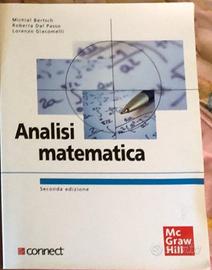 Michiel Bertsch
Roberta Dal Passo
Lorenzo Giacomelli
Analisi
matematica
Seconda edizione
Mc
Graw
Hill
connect